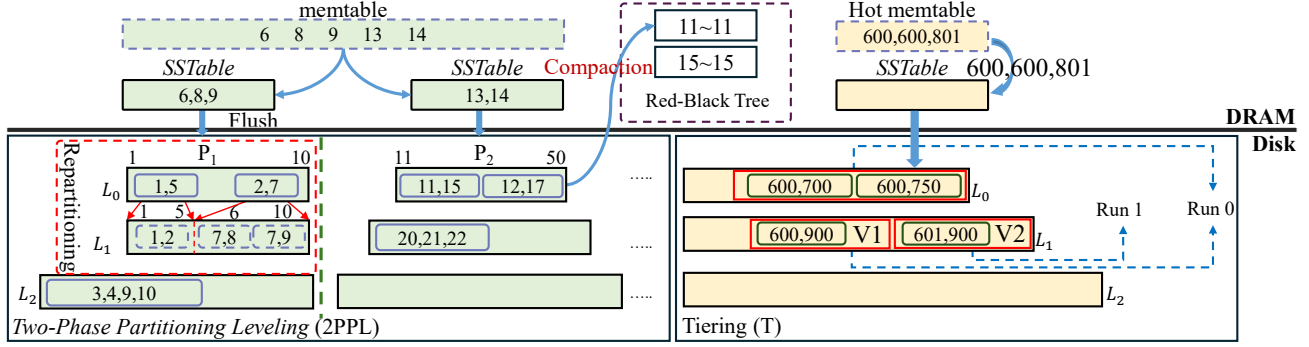 memtable
6 8 9 13 14
SSTable
6,8,9
SSTable
13,14
Flush
Compaction
11~11
15~15
Red-Black Tree
Hot memtable
600,600,801
SSTable
600,600,801
DRAM
Disk
Repartitionning
1 P1 10
L0
1,5 2,7
1 5 6 10
L1
1,2 7,8 7,9
L2
3,4,9,10
11 P2 50
11,15 12,17
.....
20,21,22
.....
.....
Two-Phase Partitioning Leveling (2PPL)
600,700 600,750
L0
600,900 V1 601,900 V2
L1
L2
Run 1
Run 0
Tiering (T)